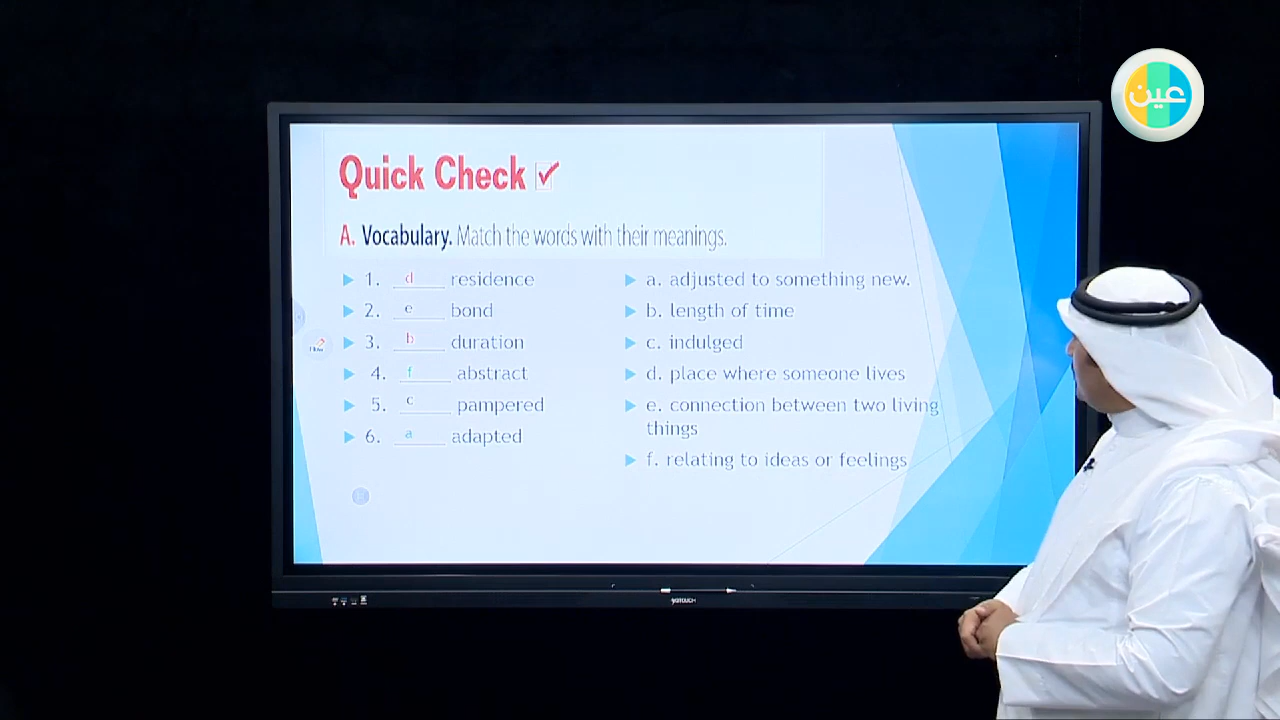 عين
Quick Check
A. Vocabulary. Match the words with their meanings.
1. d residence
2. e bond
3. b duration
4. f abstract
5. c pampered
6. a adapted
a. adjusted to something new.
b. length of time
c. indulged
d. place where someone lives
e. connection between two living
things
f. relating to ideas or feelings